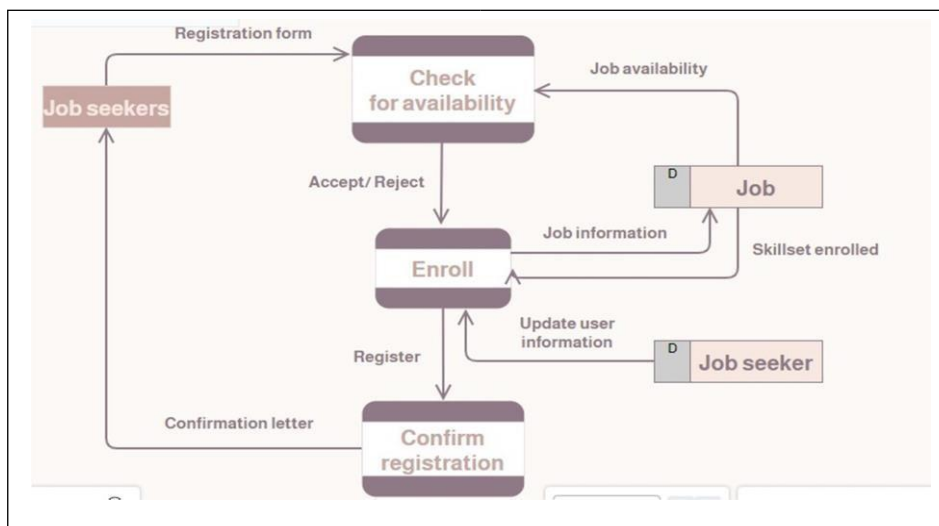 Registration form
Check
for availability
Job availability
Job seekers
Accept/ Reject
D
Job
Job information
Skillset enrolled
Enroll
Update user
information
D
Job seeker
Register
Confirmation letter
Confirm
registration